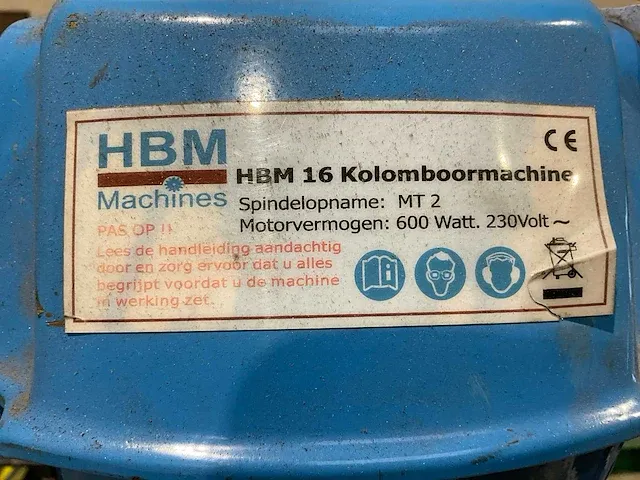 HBM
Machines
CE
HBM 16 Kolomboormachine
Spindelopname: MT 2
Motorvermogen: 600 Watt. 230Volt ~
PAS OP !!
Lees de handleiding aandachtig
door en zorg ervoor dat u alles
begrijpt voordat u de machine
in werking zet.